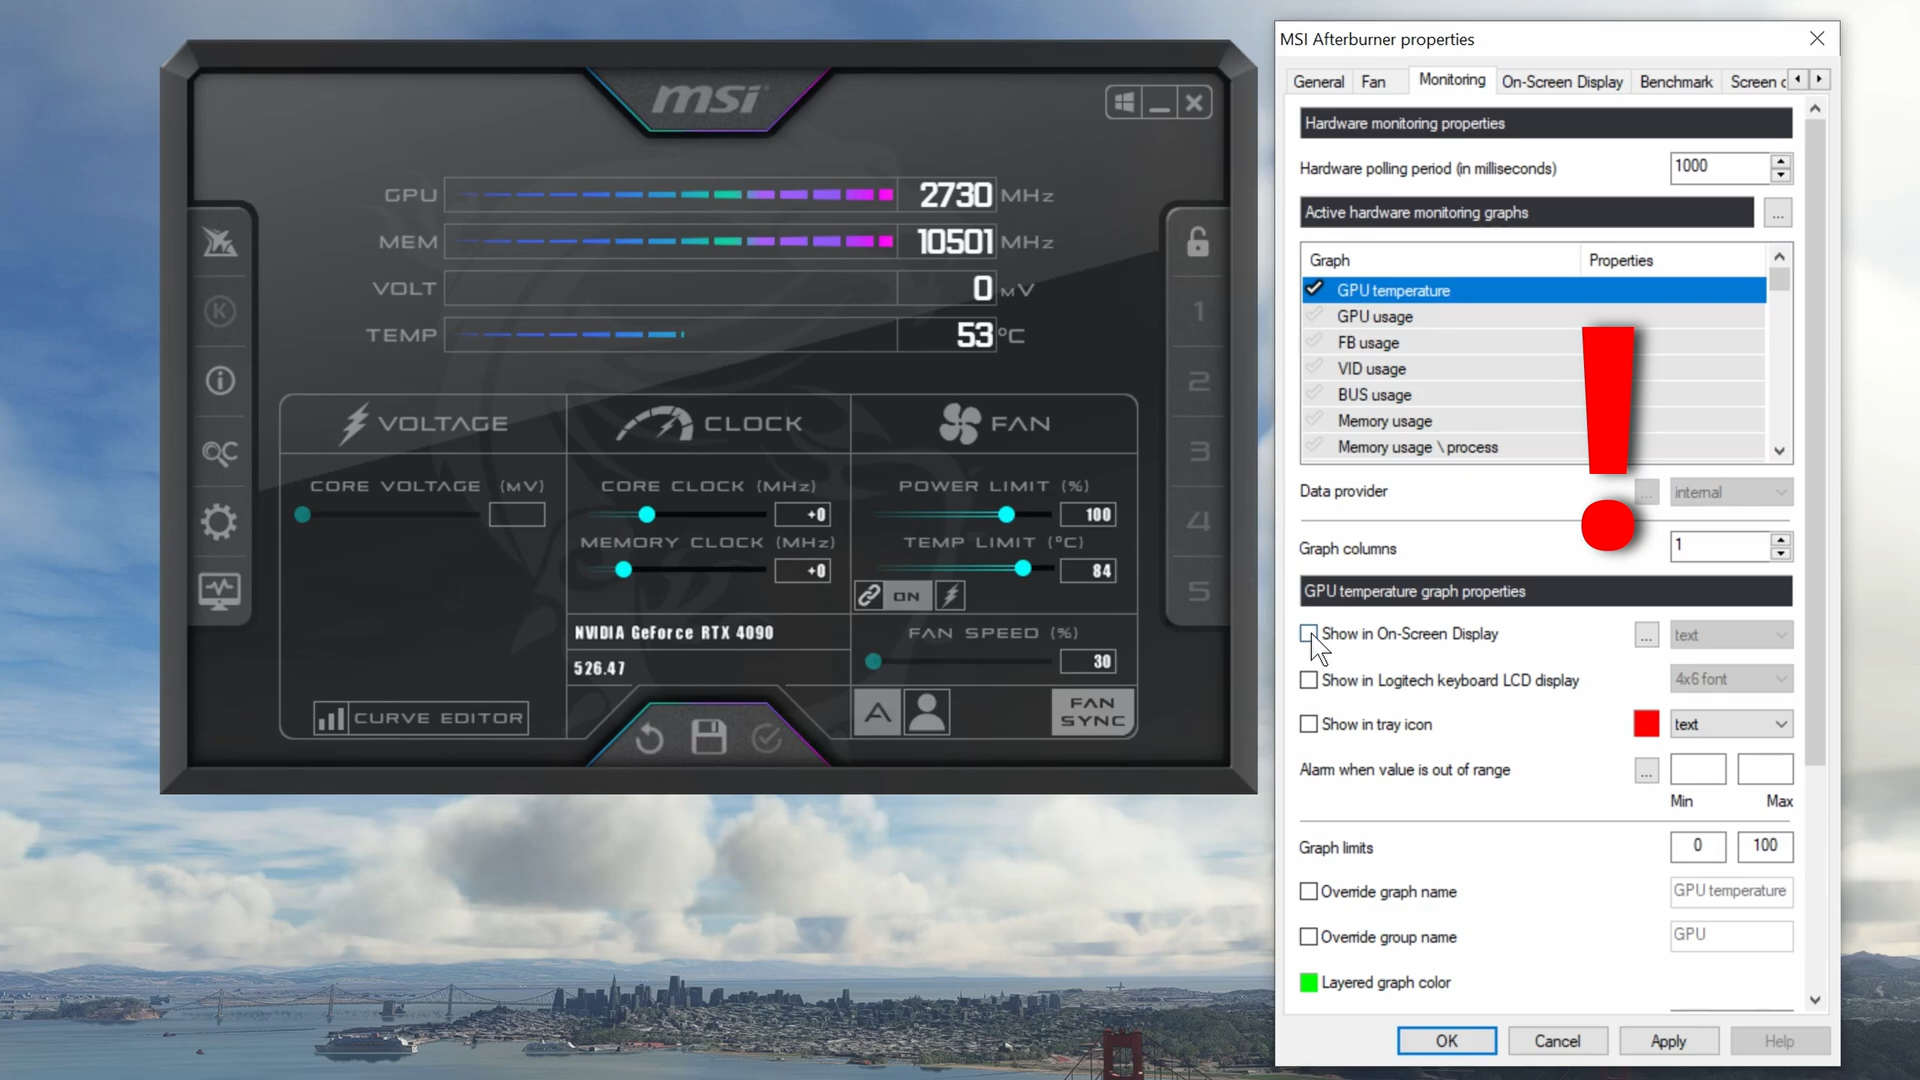 msi
GPU 2730 MHz
MEM 10501 MHz
VOLT 0 mV
TEMP 53 °C
K
OC
1
2
3
4
5
VOLTAGE
CORE VOLTAGE (MV)
CURVE EDITOR
CLOCK
CORE CLOCK (MHz)
+0
MEMORY CLOCK (MHz)
+0
NVIDIA GeForce RTX 4090
526.47
FAN
POWER LIMIT (%)
100
TEMP LIMIT (°C)
84
ON
FAN SPEED (%)
30
A
FAN SYNC
MSI Afterburner properties
General Fan Monitoring On-Screen Display Benchmark Screen c
Hardware monitoring properties
Hardware polling period (in milliseconds) 1000
Active hardware monitoring graphs ...
Graph Properties
GPU temperature
GPU usage
FB usage
VID usage
BUS usage
Memory usage
Memory usage \ process
!
Data provider ... internal
Graph columns 1
GPU temperature graph properties
Show in On-Screen Display ... text
Show in Logitech keyboard LCD display 4x6 font
Show in tray icon text
Alarm when value is out of range ...
Min Max
Graph limits 0 100
Override graph name GPU temperature
Override group name GPU
Layered graph color
OK Cancel Apply Help